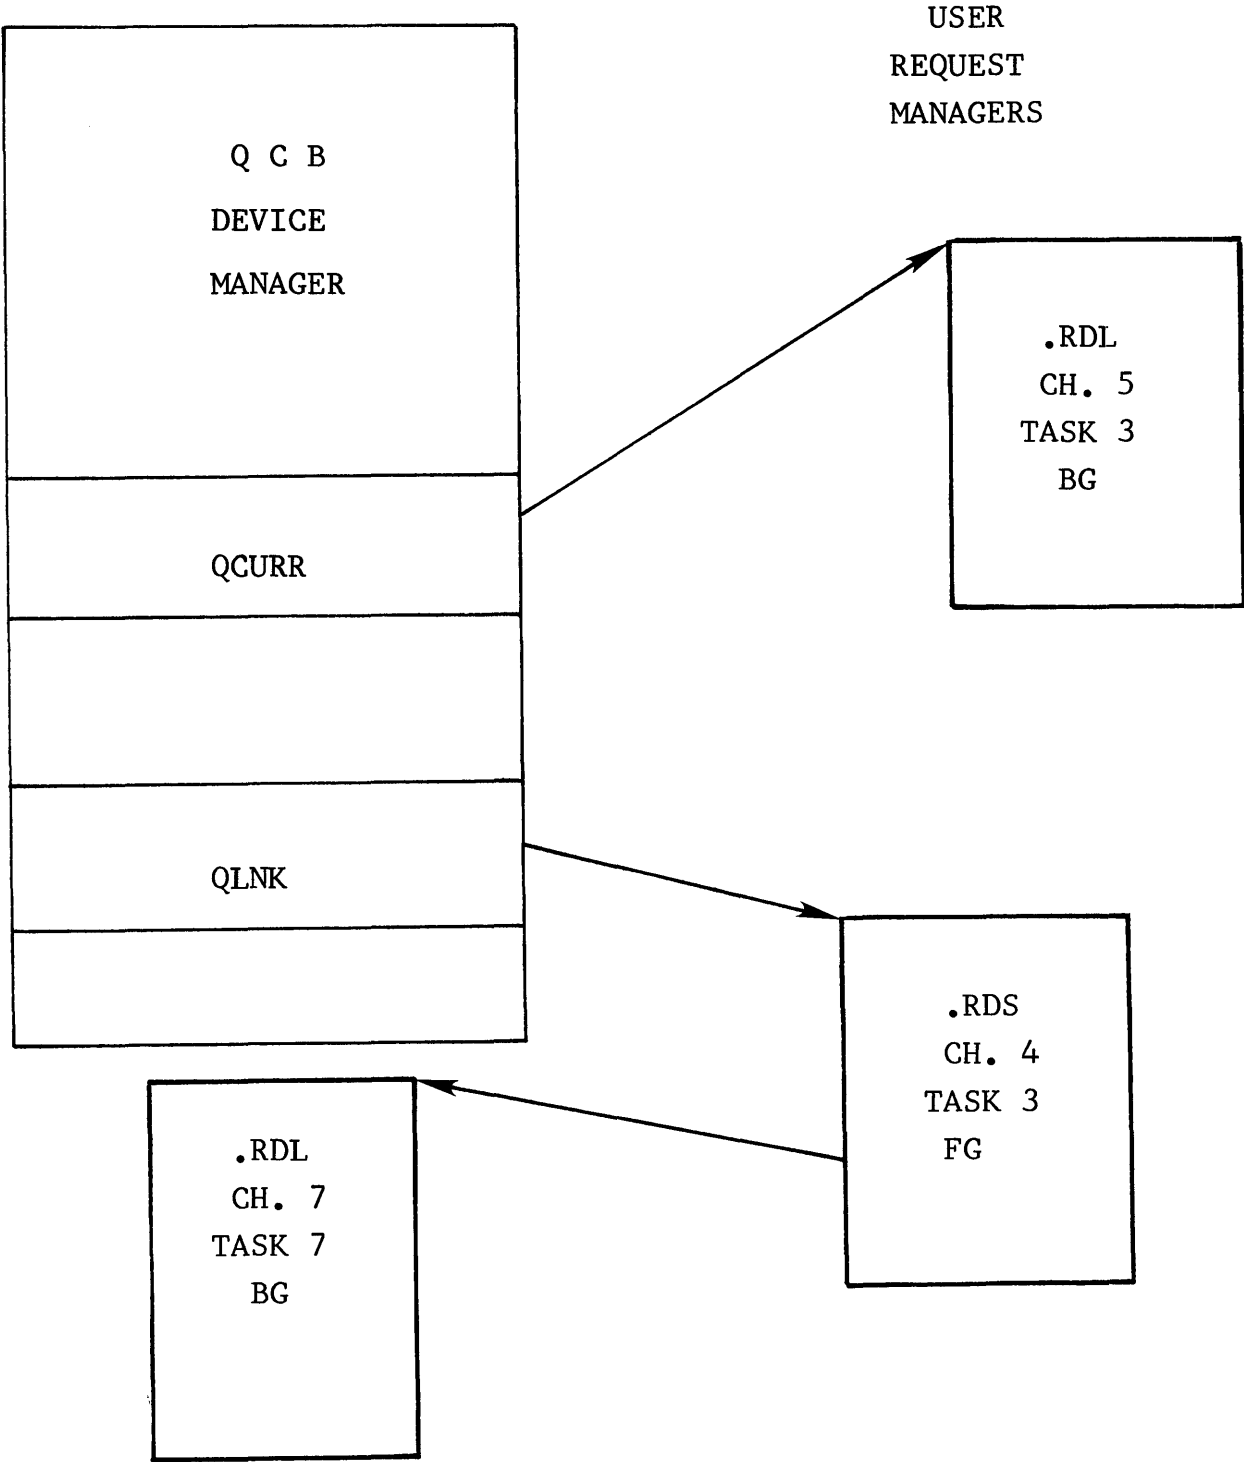 USER
REQUEST
MANAGERS
Q C B
DEVICE
MANAGER
.RDL
CH. 5
TASK 3
BG
QCURR
QLNK
.RDS
CH. 4
TASK 3
FG
.RDL
CH. 7
TASK 7
BG